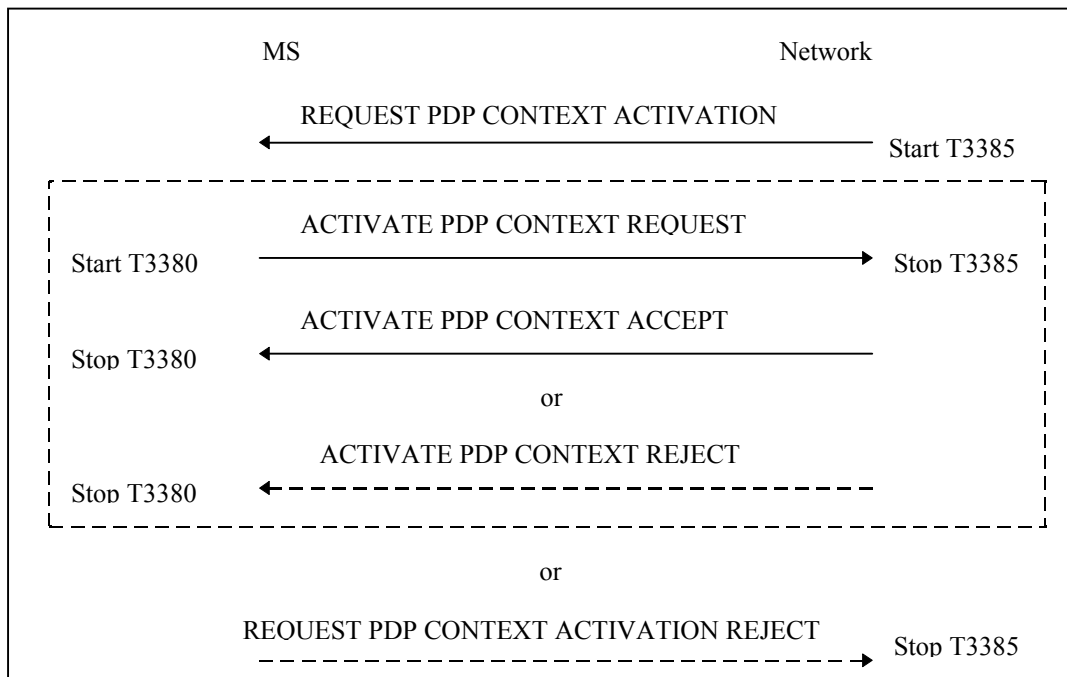 MS Network
REQUEST PDP CONTEXT ACTIVATION
Start T3385
ACTIVATE PDP CONTEXT REQUEST
Start T3380 Stop T3385
ACTIVATE PDP CONTEXT ACCEPT
Stop T3380
or
ACTIVATE PDP CONTEXT REJECT
Stop T3380
or
REQUEST PDP CONTEXT ACTIVATION REJECT
Stop T3385